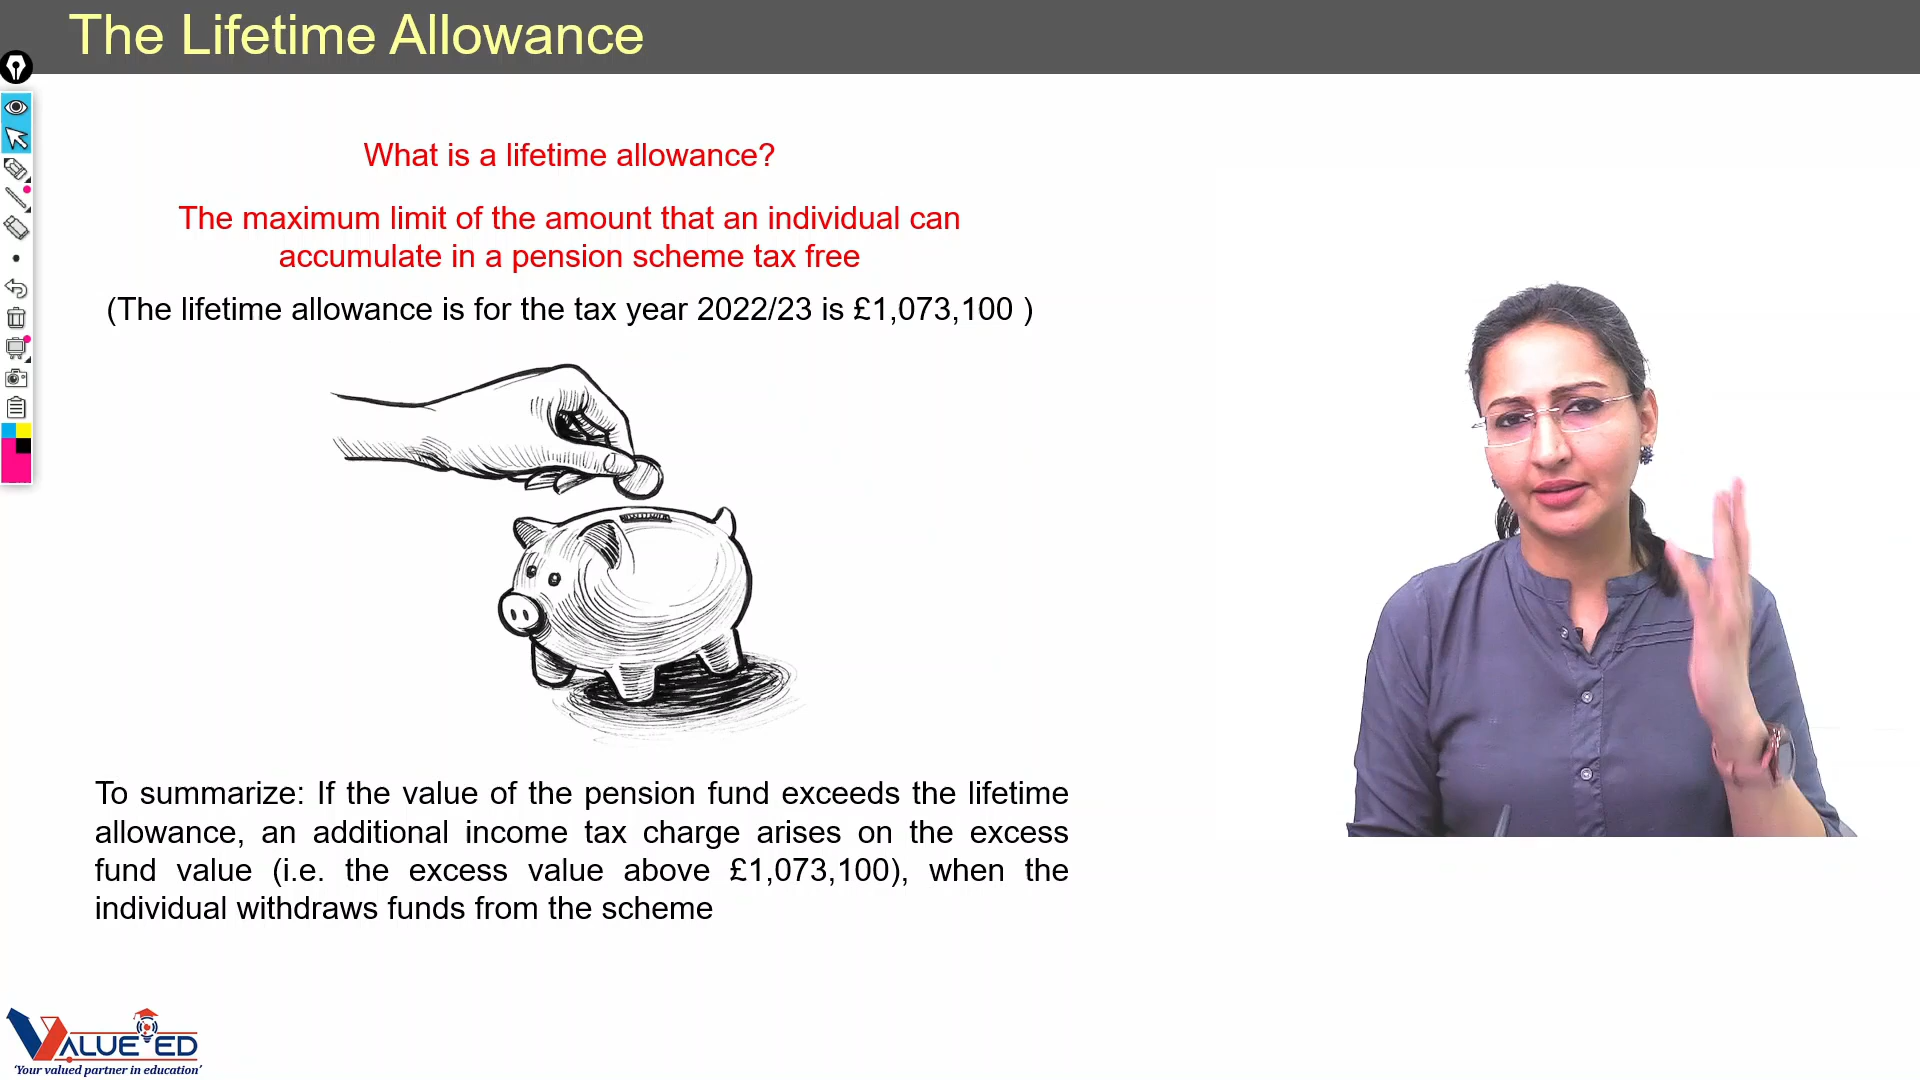 The Lifetime Allowance
What is a lifetime allowance?
The maximum limit of the amount that an individual can
accumulate in a pension scheme tax free
(The lifetime allowance is for the tax year 2022/23 is £1,073,100 )
To summarize: If the value of the pension fund exceeds the lifetime
allowance, an additional income tax charge arises on the excess
fund value (i.e. the excess value above £1,073,100), when the
individual withdraws funds from the scheme
VALUE ED
'Your valued partner in education'